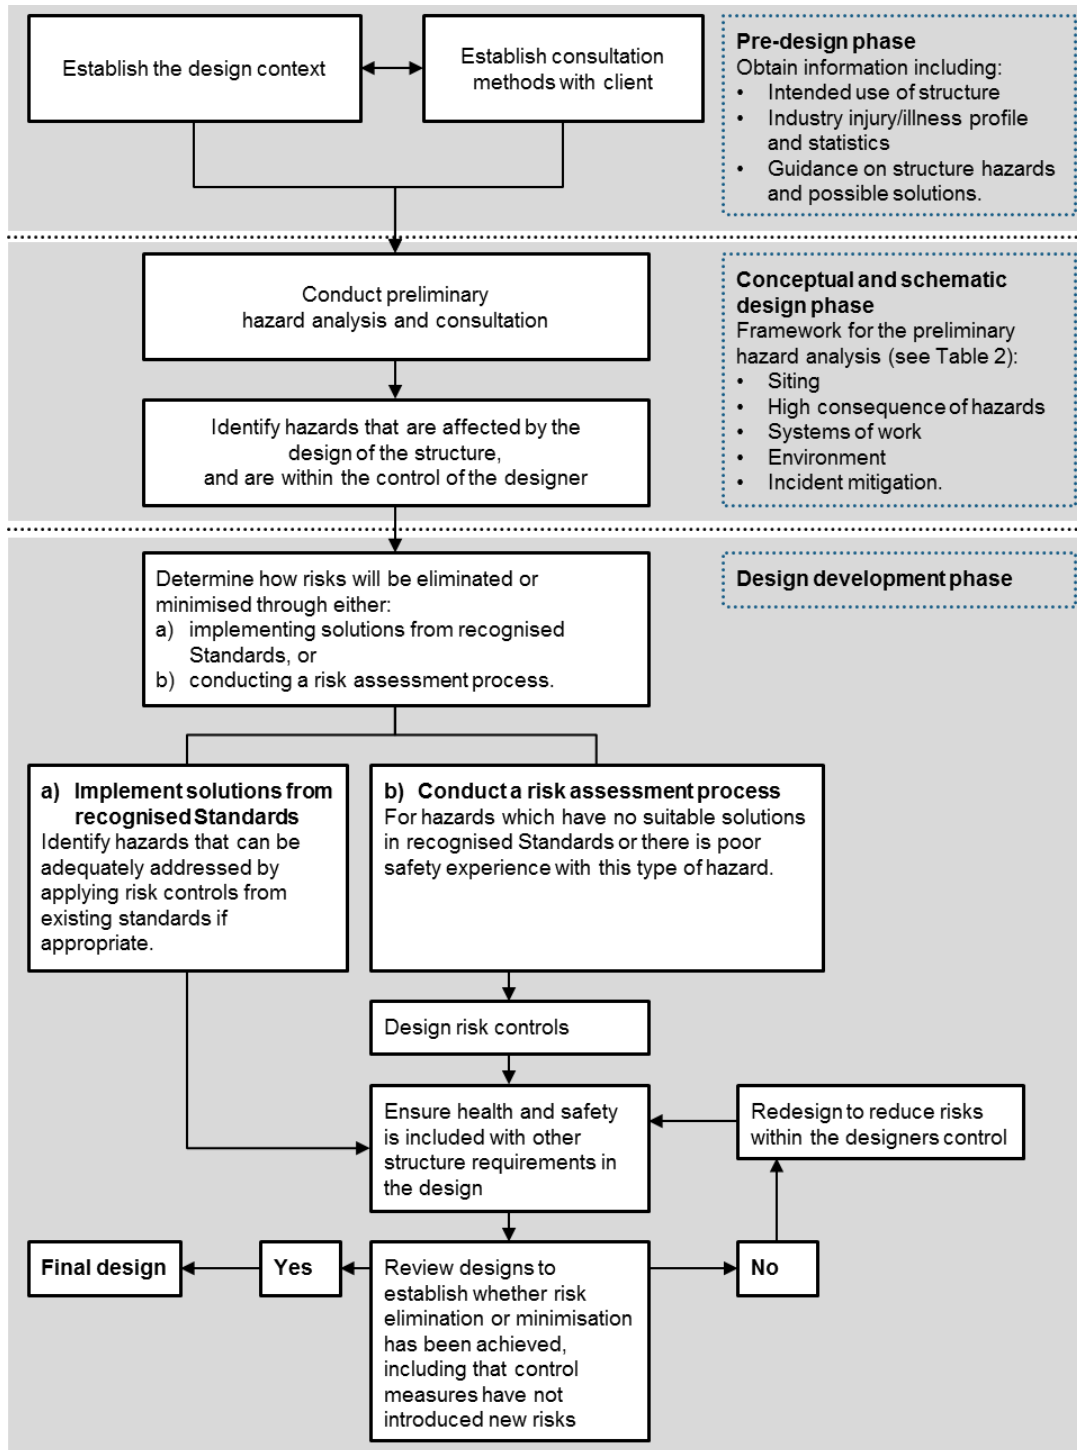 Establish the design context
Establish consultation
methods with client
Pre-design phase
Obtain information including:
• Intended use of structure
• Industry injury/illness profile
and statistics
• Guidance on structure hazards
and possible solutions.
Conduct preliminary
hazard analysis and consultation
Identify hazards that are affected by the
design of the structure,
and are within the control of the designer
Conceptual and schematic
design phase
Framework for the preliminary
hazard analysis (see Table 2):
• Siting
• High consequence of hazards
• Systems of work
• Environment
• Incident mitigation.
Determine how risks will be eliminated or
minimised through either:
a) implementing solutions from recognised
Standards, or
b) conducting a risk assessment process.
Design development phase
a) Implement solutions from
recognised Standards
Identify hazards that can be
adequately addressed by
applying risk controls from
existing standards if
appropriate.
b) Conduct a risk assessment process
For hazards which have no suitable solutions
in recognised Standards or there is poor
safety experience with this type of hazard.
Design risk controls
Ensure health and safety
is included with other
structure requirements in
the design
Redesign to reduce risks
within the designers control
Final design
Yes
Review designs to
establish whether risk
elimination or minimisation
has been achieved,
including that control
measures have not
introduced new risks
No